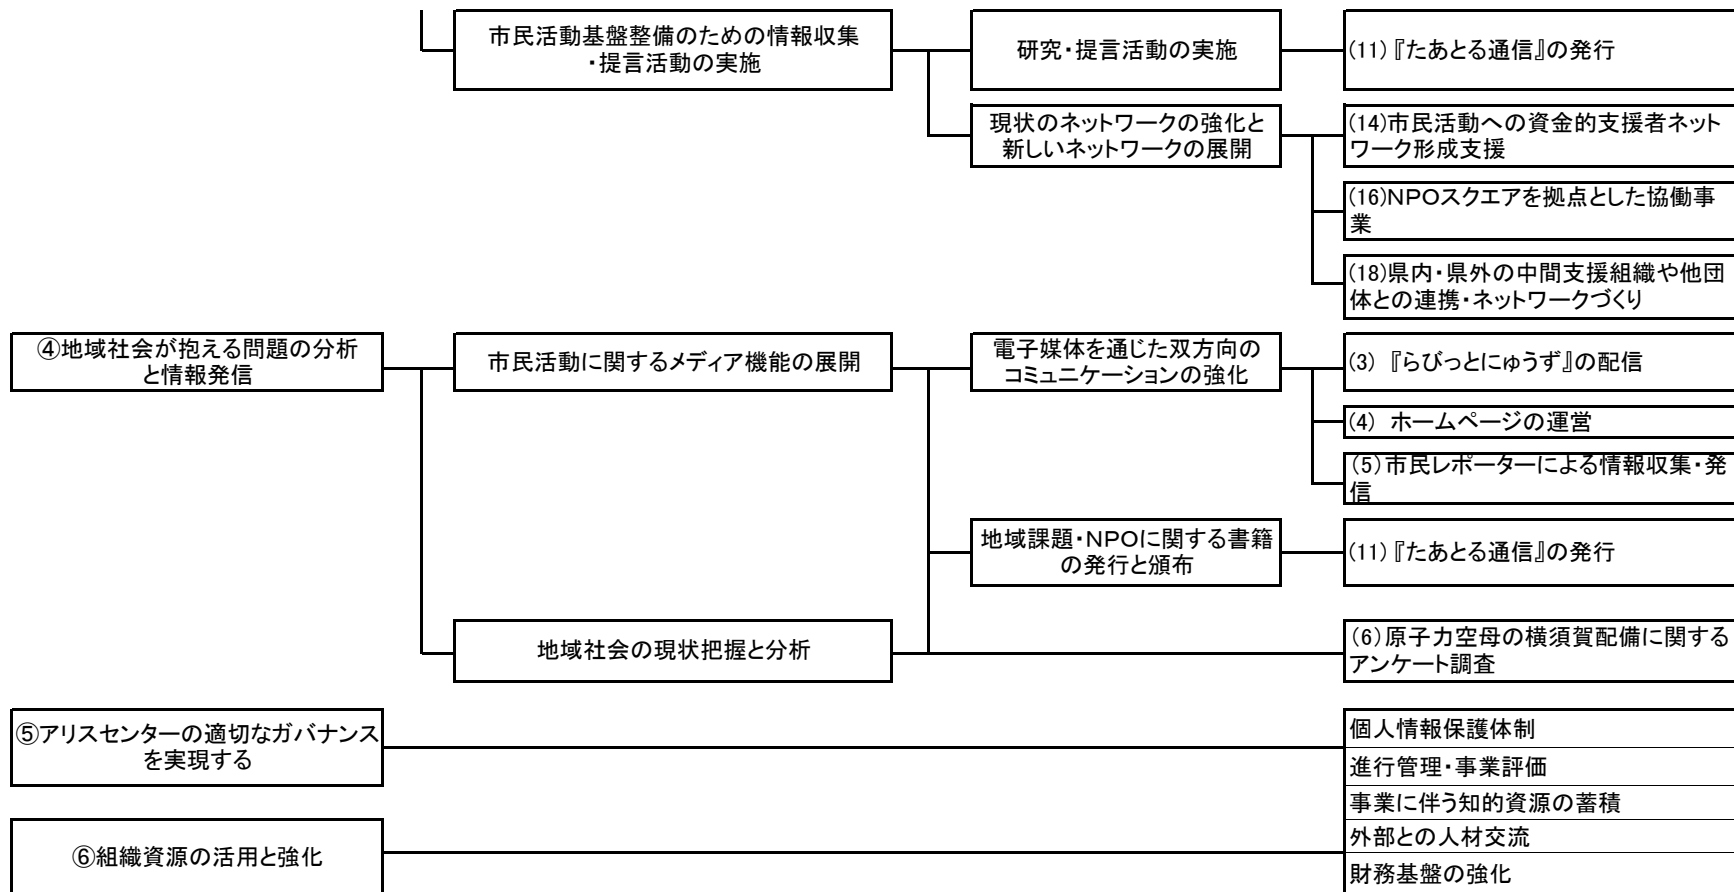 市民活動基盤整備のための情報収集
・提言活動の実施
研究・提言活動の実施
(11)『たあとる通信』の発行
現状のネットワークの強化と
新しいネットワークの展開
(14)市民活動への資金的支援者ネット
ワーク形成支援
(16)NPOスクエアを拠点とした協働事
業
(18)県内・県外の中間支援組織や他団
体との連携・ネットワークづくり
④地域社会が抱える問題の分析
と情報発信
市民活動に関するメディア機能の展開
電子媒体を通じた双方向の
コミュニケーションの強化
(3) 『らびっとにゅうず』の配信
(4) ホームページの運営
(5)市民レポーターによる情報収集・発
信
地域課題・NPOに関する書籍
の発行と頒布
(11)『たあとる通信』の発行
地域社会の現状把握と分析
(6)原子力空母の横須賀配備に関する
アンケート調査
⑤アリスセンターの適切なガバナンス
を実現する
個人情報保護体制
進行管理・事業評価
事業に伴う知的資源の蓄積
⑥組織資源の活用と強化
外部との人材交流
財務基盤の強化